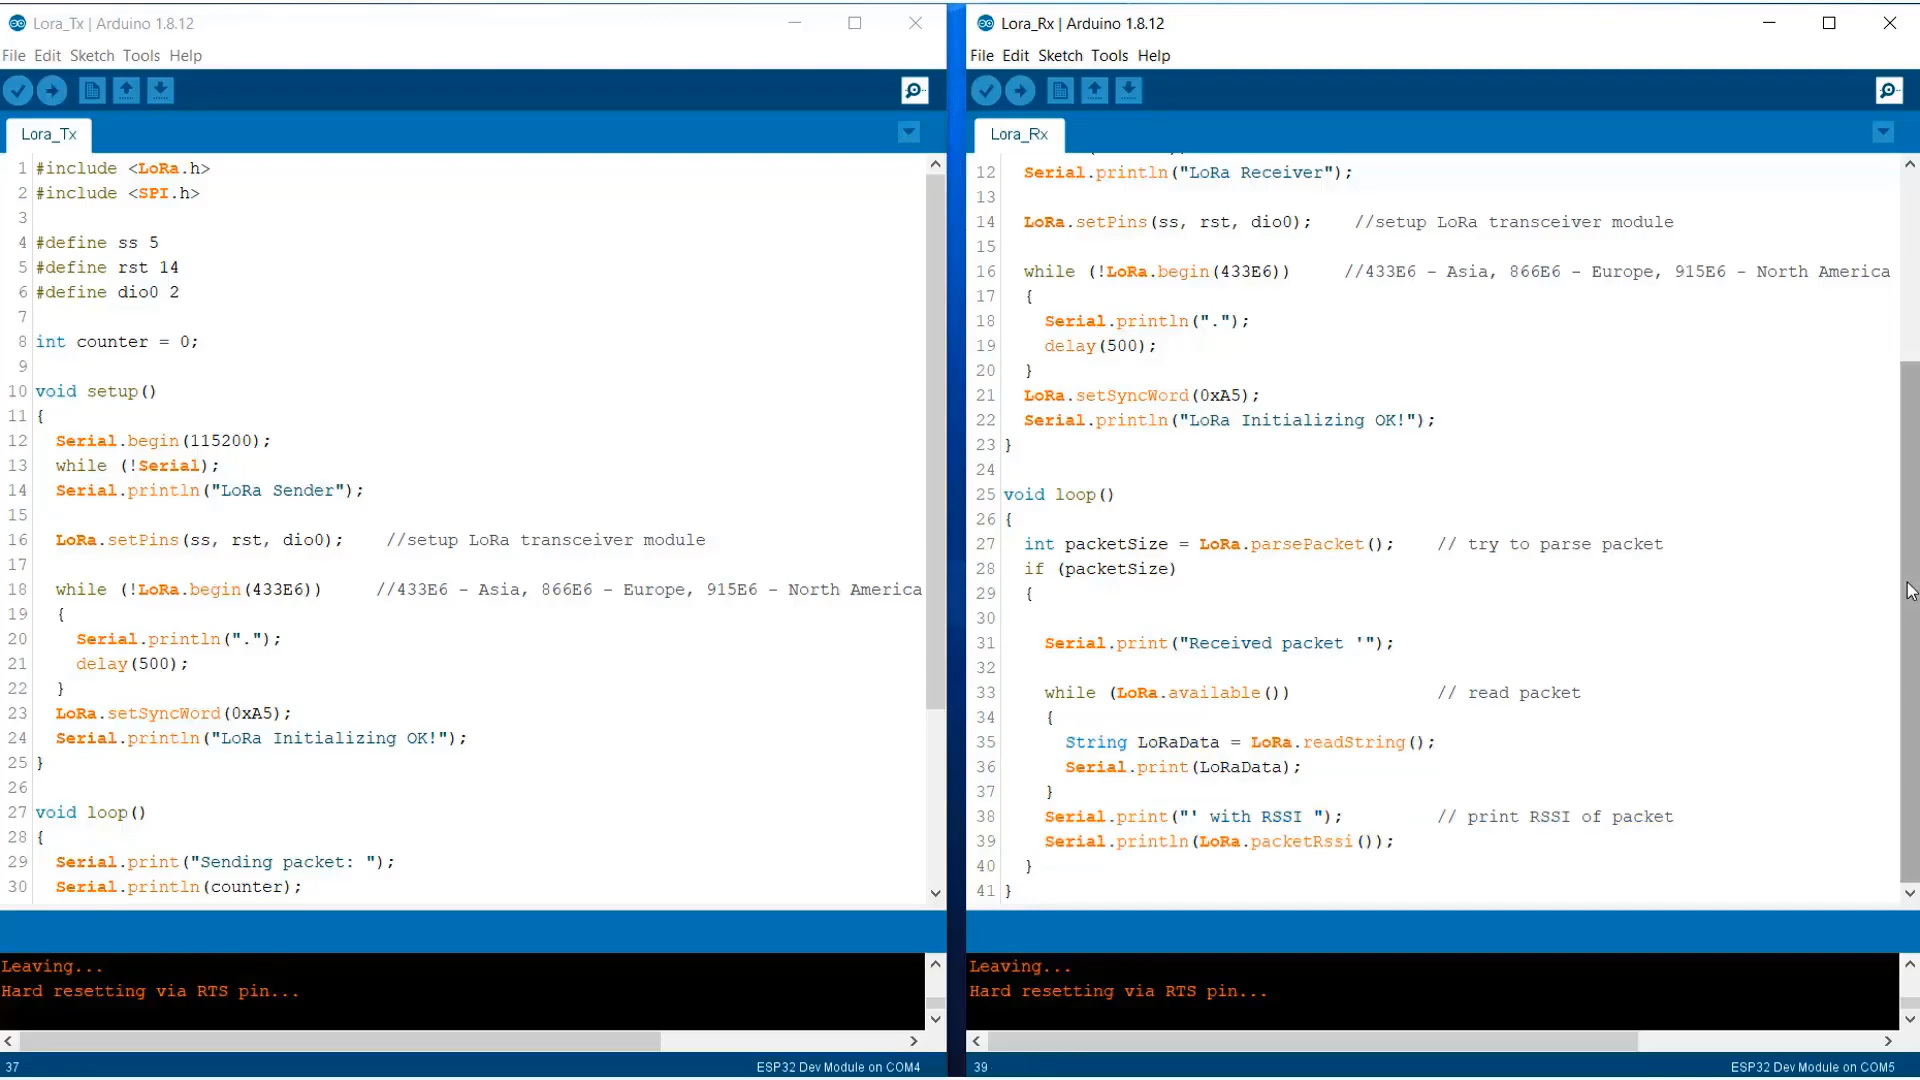 Lora_Tx | Arduino 1.8.12
File Edit Sketch Tools Help
Lora_Tx
1 #include <LoRa.h>
2 #include <SPI.h>
3
4 #define ss 5
5 #define rst 14
6 #define dio0 2
7
8 int counter = 0;
9
10 void setup()
11 {
12 Serial.begin(115200);
13 while (!Serial);
14 Serial.println("LoRa Sender");
15
16 LoRa.setPins(ss, rst, dio0); //setup LoRa transceiver module
17
18 while (!LoRa.begin(433E6)) //433E6 - Asia, 866E6 - Europe, 915E6 - North America
19 {
20 Serial.println(".");
21 delay(500);
22 }
23 LoRa.setSyncWord(0xA5);
24 Serial.println("LoRa Initializing OK!");
25 }
26
27 void loop()
28 {
29 Serial.print("Sending packet: ");
30 Serial.println(counter);
Leaving...
Hard resetting via RTS pin...
37 ESP32 Dev Module on COM4
Lora_Rx | Arduino 1.8.12
File Edit Sketch Tools Help
Lora_Rx
12 Serial.println("LoRa Receiver");
13
14 LoRa.setPins(ss, rst, dio0); //setup LoRa transceiver module
15
16 while (!LoRa.begin(433E6)) //433E6 - Asia, 866E6 - Europe, 915E6 - North America
17 {
18 Serial.println(".");
19 delay(500);
20 }
21 LoRa.setSyncWord(0xA5);
22 Serial.println("LoRa Initializing OK!");
23 }
24
25 void loop()
26 {
27 int packetSize = LoRa.parsePacket(); // try to parse packet
28 if (packetSize)
29 {
30
31 Serial.print("Received packet '");
32
33 while (LoRa.available()) // read packet
34 {
35 String LoRaData = LoRa.readString();
36 Serial.print(LoRaData);
37 }
38 Serial.print("' with RSSI "); // print RSSI of packet
39 Serial.println(LoRa.packetRssi());
40 }
41 }
Leaving...
Hard resetting via RTS pin...
39 ESP32 Dev Module on COM5